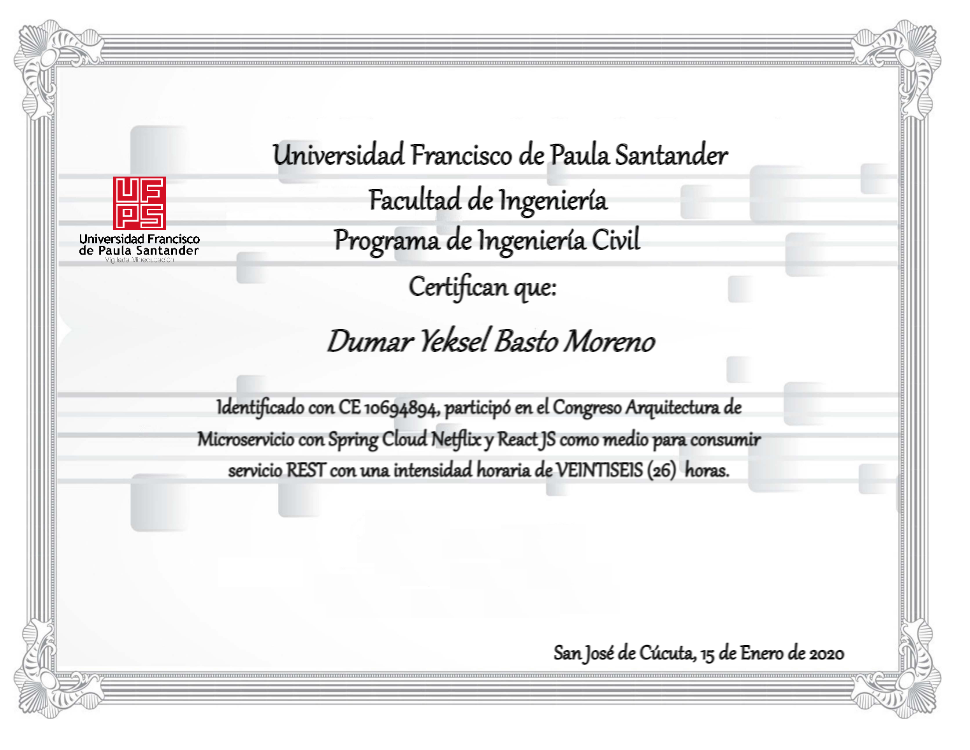 Universidad Francisco de Paula Santander
Facultad de Ingeniería
Programa de Ingeniería Civil
Certifican que:
UFPS
Universidad Francisco
de Paula Santander
Vigilada Mineducación
Dumar Yeksel Basto Moreno
Identificado con CE 10694894, participó en el Congreso Arquitectura de
Microservicio con Spring Cloud Netflix y React JS como medio para consumir
servicio REST con una intensidad horaria de VEINTISEIS (26) horas.
San José de Cúcuta, 15 de Enero de 2020